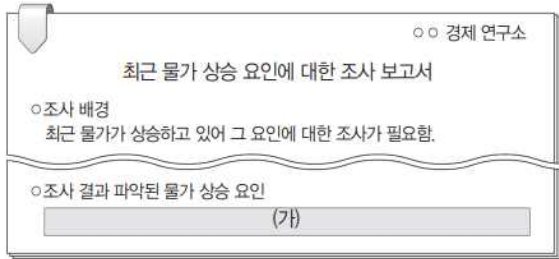 ○○ 경제 연구소
최근 물가 상승 요인에 대한 조사 보고서
○조사 배경
최근 물가가 상승하고 있어 그 요인에 대한 조사가 필요함.
○조사 결과 파악된 물가 상승 요인
(가)